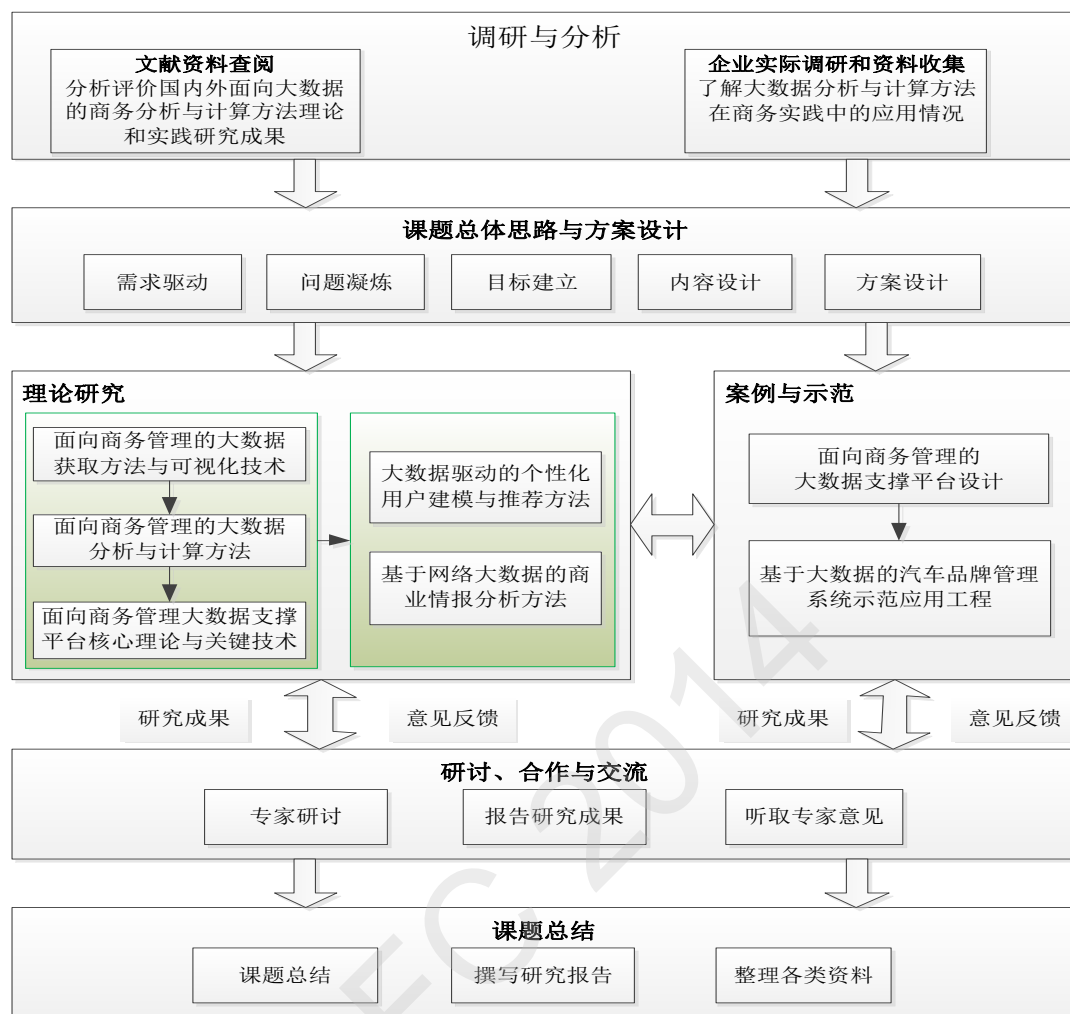 调研与分析
文献资料查阅
分析评价国内外面向大数据
的商务分析与计算方法理论
和实践研究成果
企业实际调研和资料收集
了解大数据分析与计算方法
在商务实践中的应用情况
课题总体思路与方案设计
需求驱动
问题凝炼
目标建立
内容设计
方案设计
理论研究
面向商务管理的大数据
获取方法与可视化技术
面向商务管理的大数据
分析与计算方法
面向商务管理大数据支撑
平台核心理论与关键技术
大数据驱动的个性化
用户建模与推荐方法
基于网络大数据的商
业情报分析方法
案例与示范
面向商务管理的
大数据支撑平台设计
基于大数据的汽车品牌管理
系统示范应用工程
研究成果
意见反馈
研究成果
意见反馈
研讨、合作与交流
专家研讨
报告研究成果
听取专家意见
课题总结
课题总结
撰写研究报告
整理各类资料
FC 2014